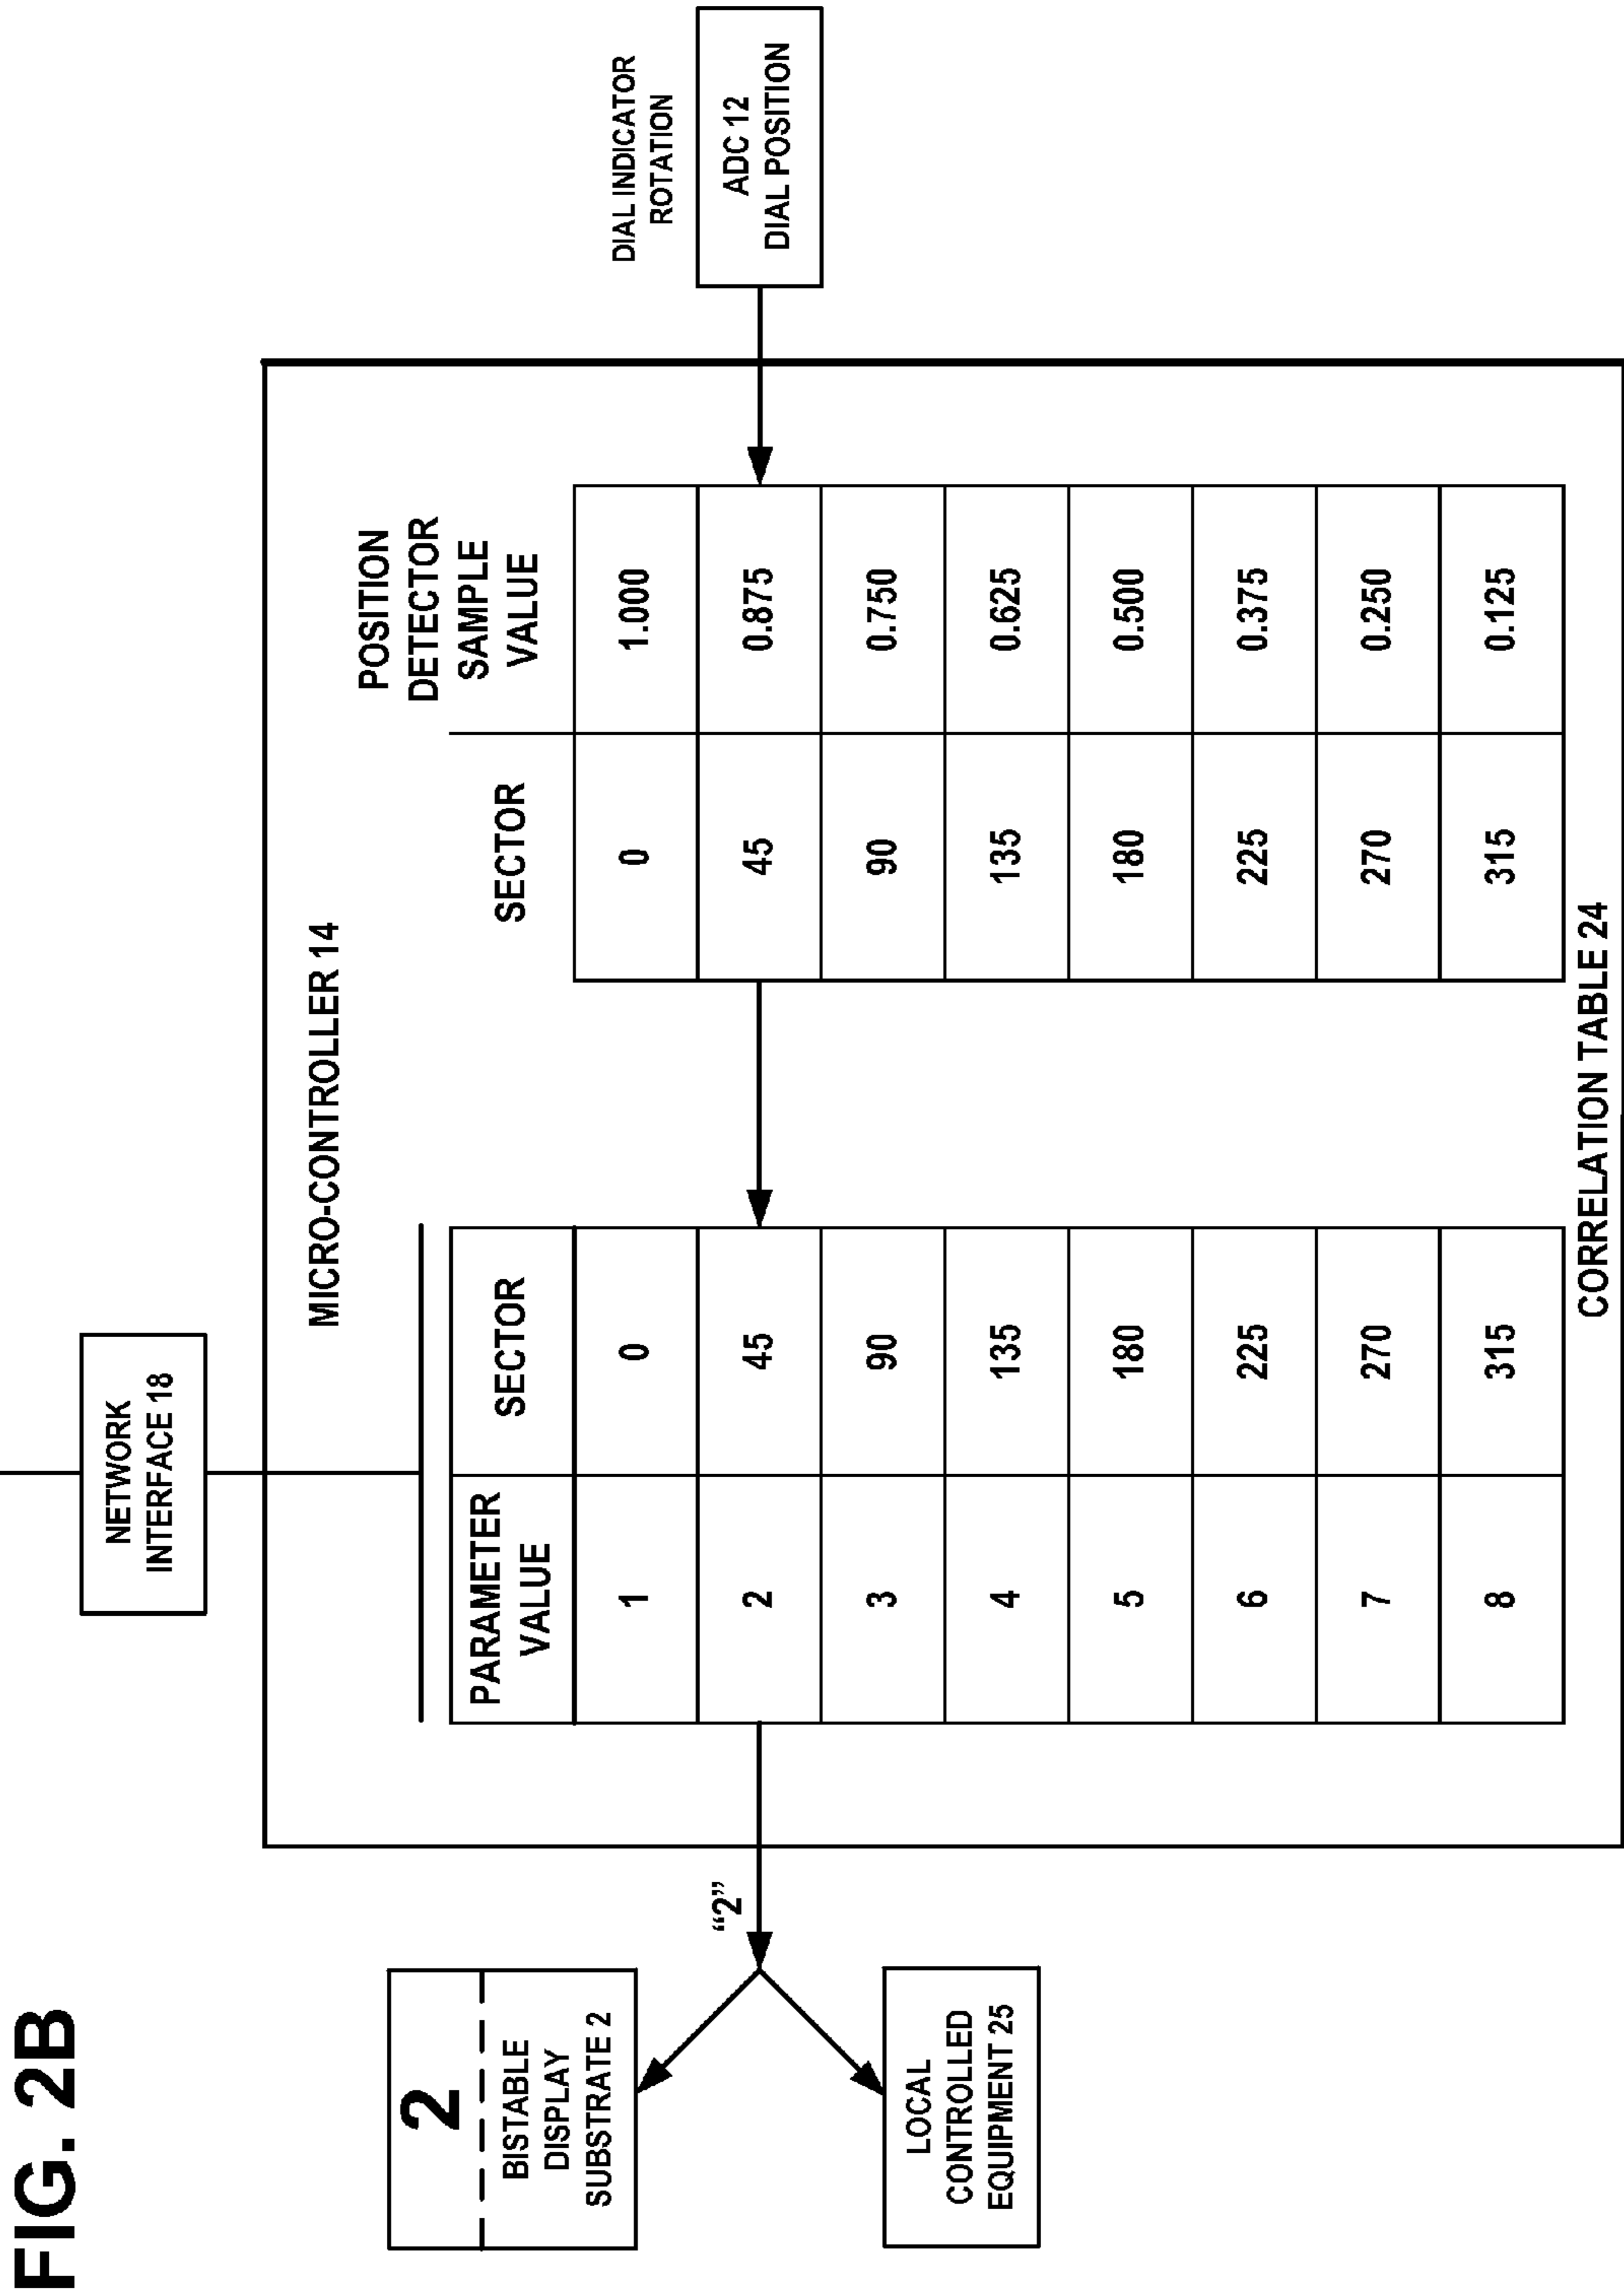 FIG. 2B
NETWORK
INTERFACE 18
MICRO-CONTROLLER 14
2
BISTABLE
DISPLAY
SUBSTRATE 2
LOCAL
CONTROLLED
EQUIPMENT 25
“2”
PARAMETER
VALUE
SECTOR
1 0
2 45
3 90
4 135
5 180
6 225
7 270
8 315
SECTOR
POSITION
DETECTOR
SAMPLE
VALUE
0 1.000
45 0.875
90 0.750
135 0.625
180 0.500
225 0.375
270 0.250
315 0.125
CORRELATION TABLE 24
DIAL INDICATOR
ROTATION
ADC 12
DIAL POSITION